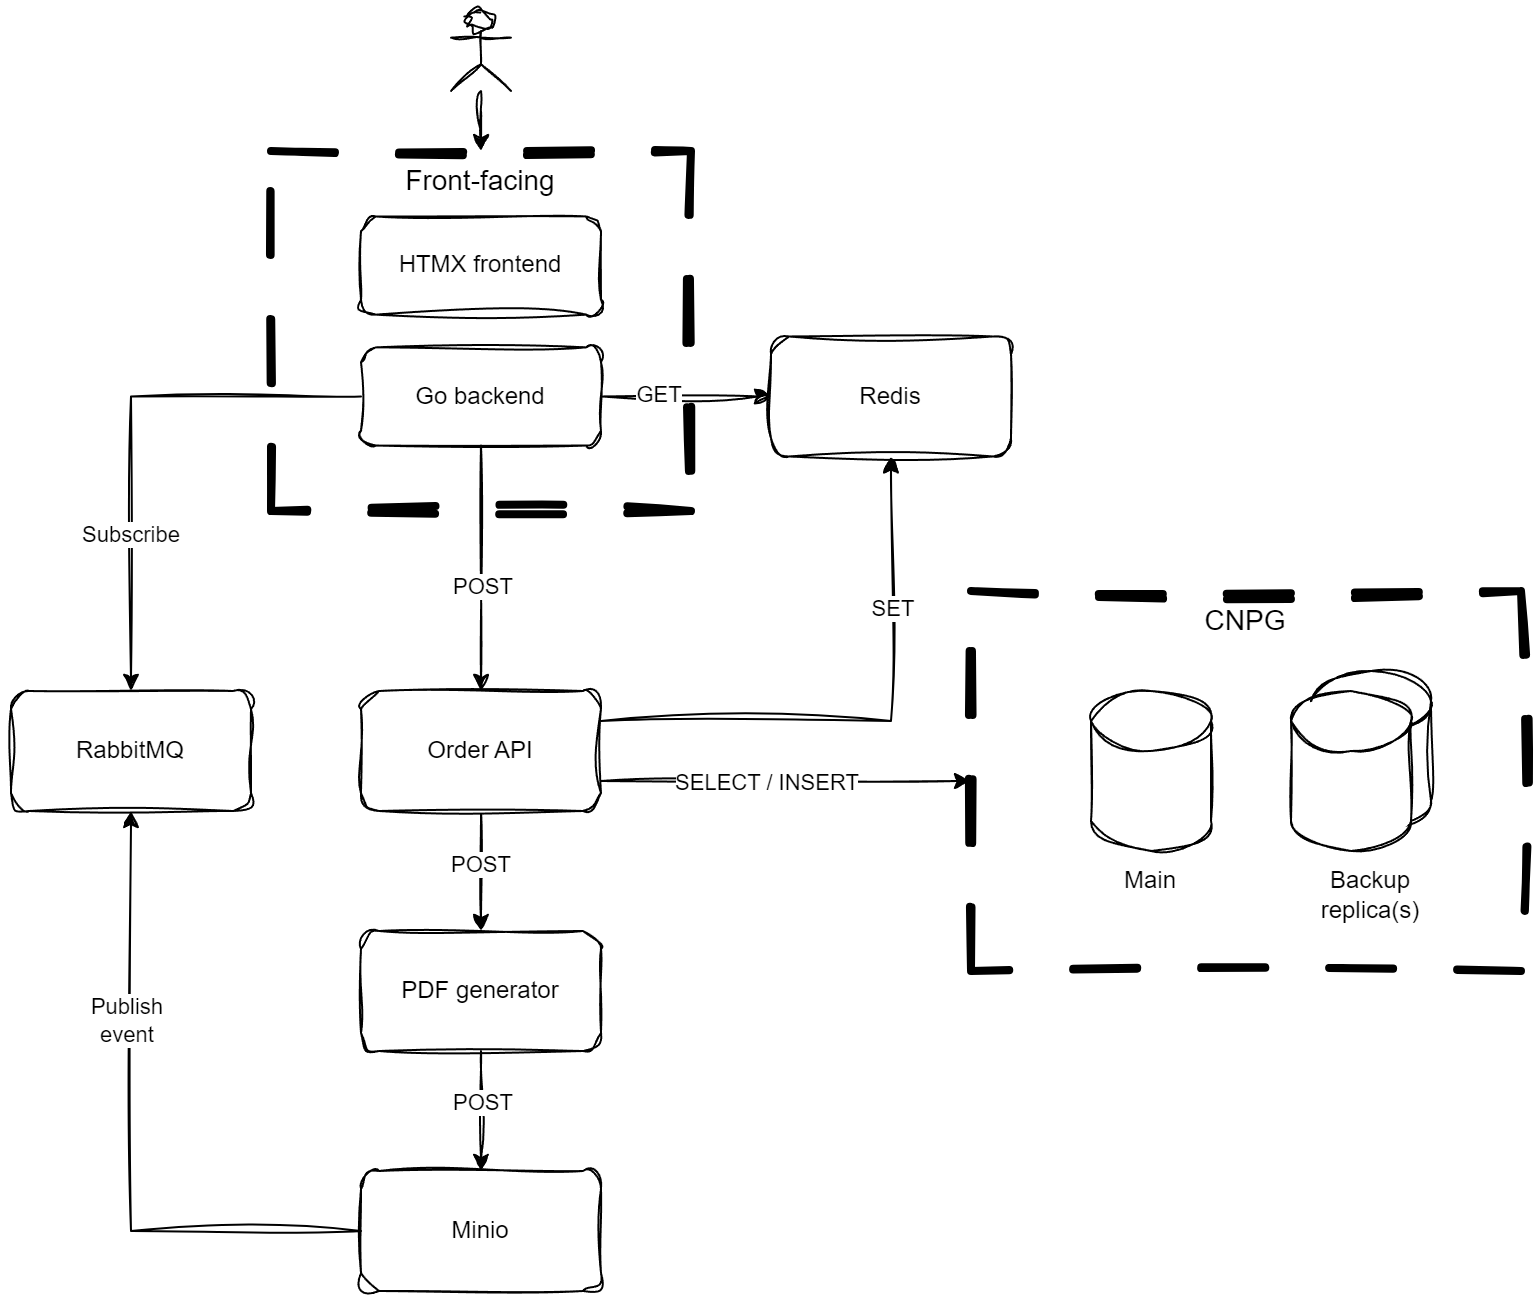 Front-facing
HTMX frontend
Go backend
GET
Redis
Subscribe
POST
SET
CNPG
RabbitMQ
Order API
SELECT / INSERT
POST
Main
Backup
replica(s)
PDF generator
Publish
event
POST
Minio